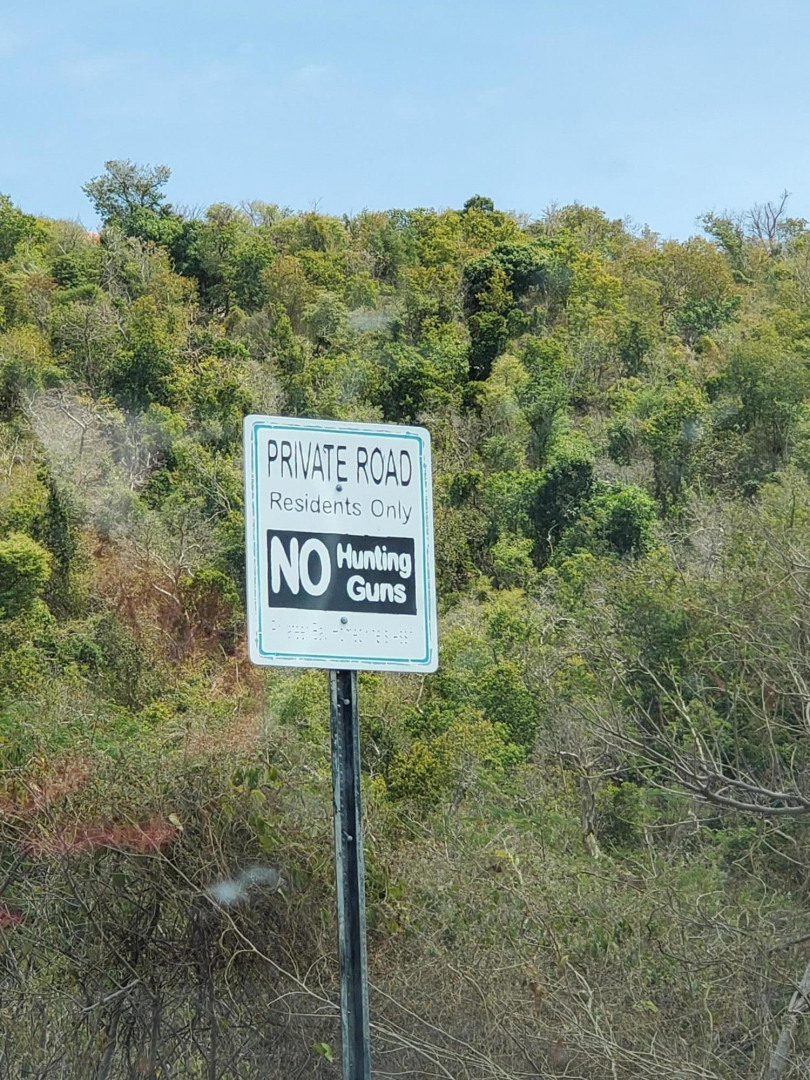 PRIVATE ROAD
Residents Only
NO Hunting
Guns